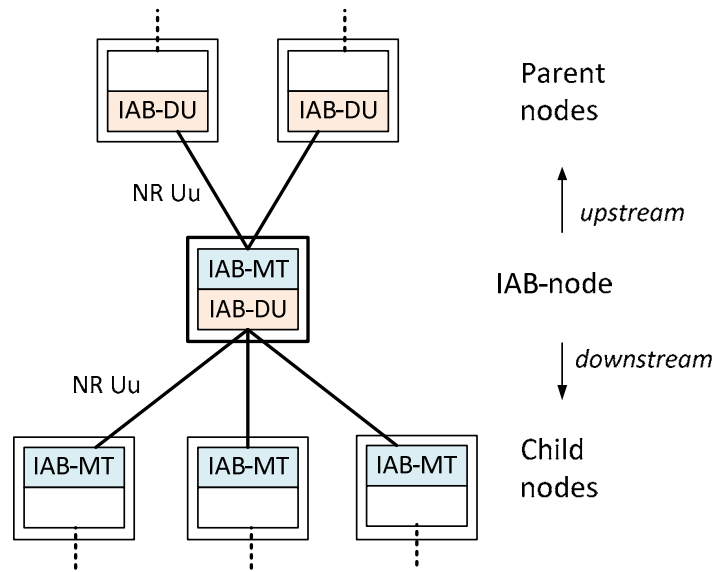 IAB-DU
IAB-DU
Parent
nodes
NR Uu
upstream
IAB-MT
IAB-DU
IAB-node
downstream
NR Uu
IAB-MT
IAB-MT
IAB-MT
Child
nodes